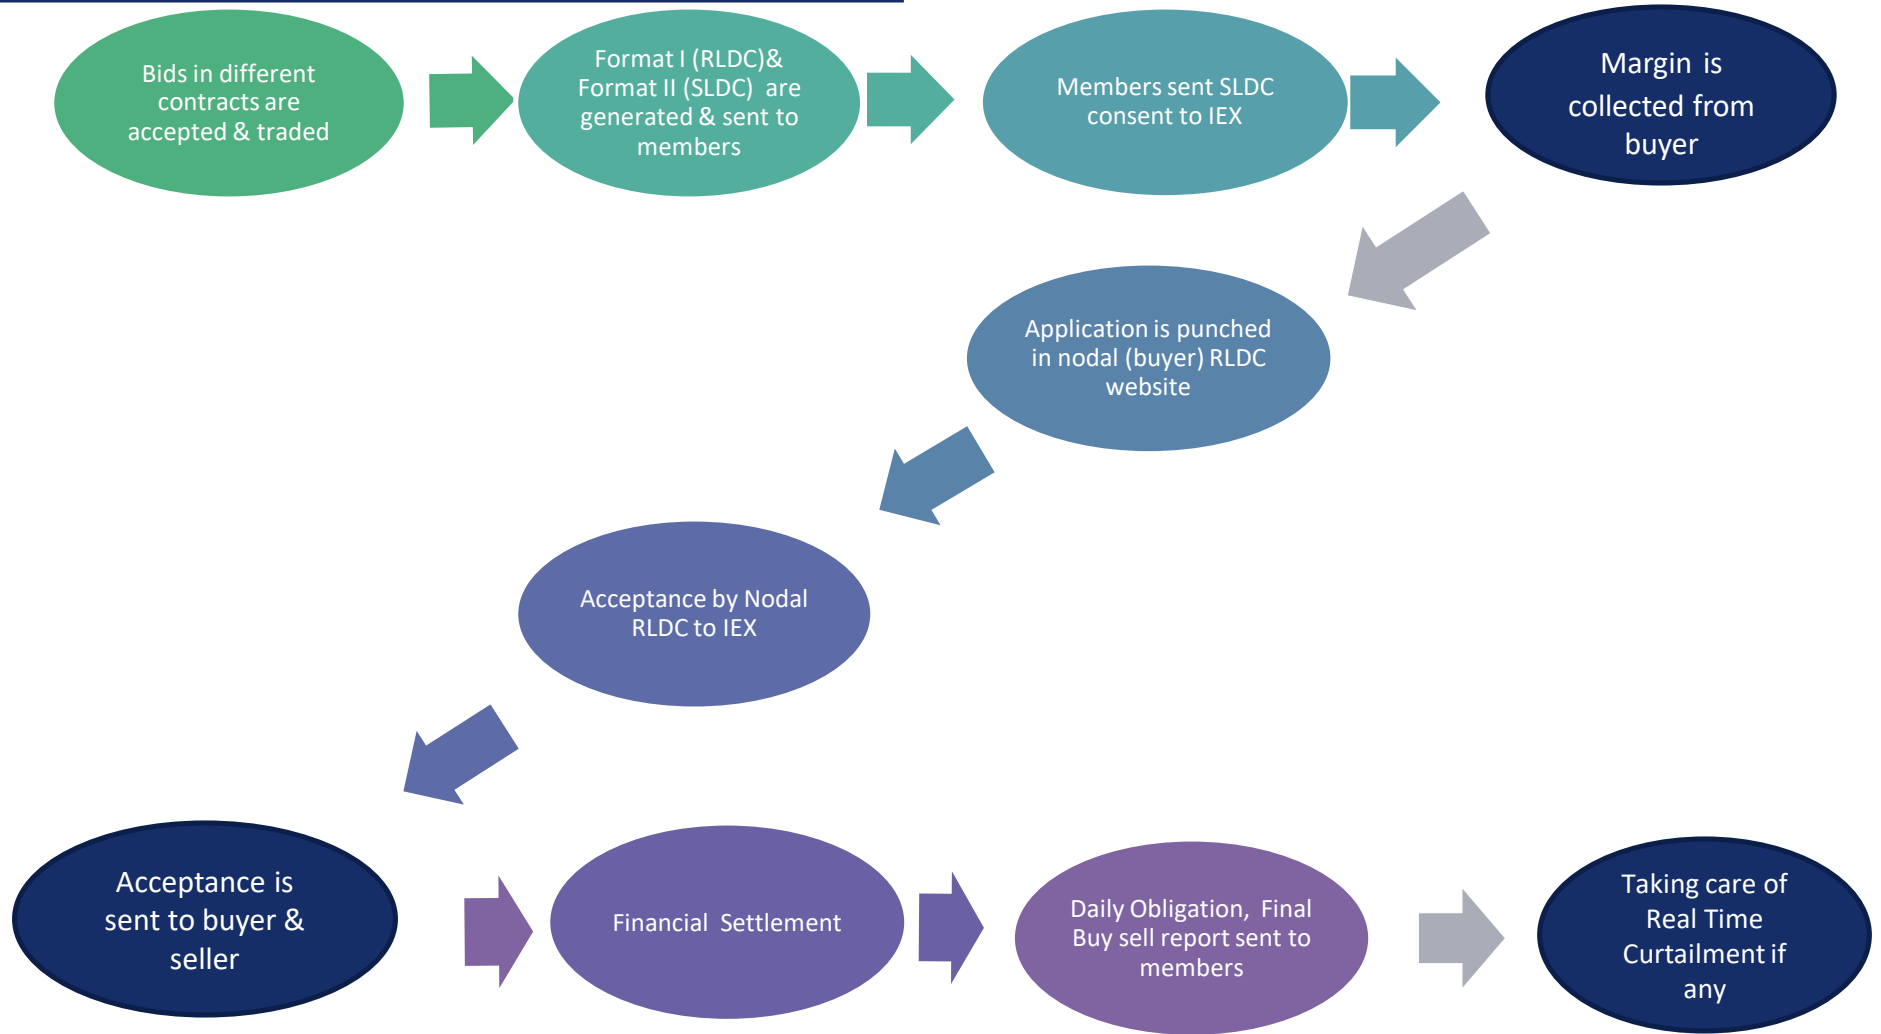 Bids in different
contracts are
accepted & traded
Format I (RLDC)&
Format II (SLDC) are
generated & sent to
members
Members sent SLDC
consent to IEX
Margin is
collected from
buyer
Application is punched
in nodal (buyer) RLDC
website
Acceptance by Nodal
RLDC to IEX
Acceptance is
sent to buyer &
seller
Financial Settlement
Daily Obligation, Final
Buy sell report sent to
members
Taking care of
Real Time
Curtailment if
any